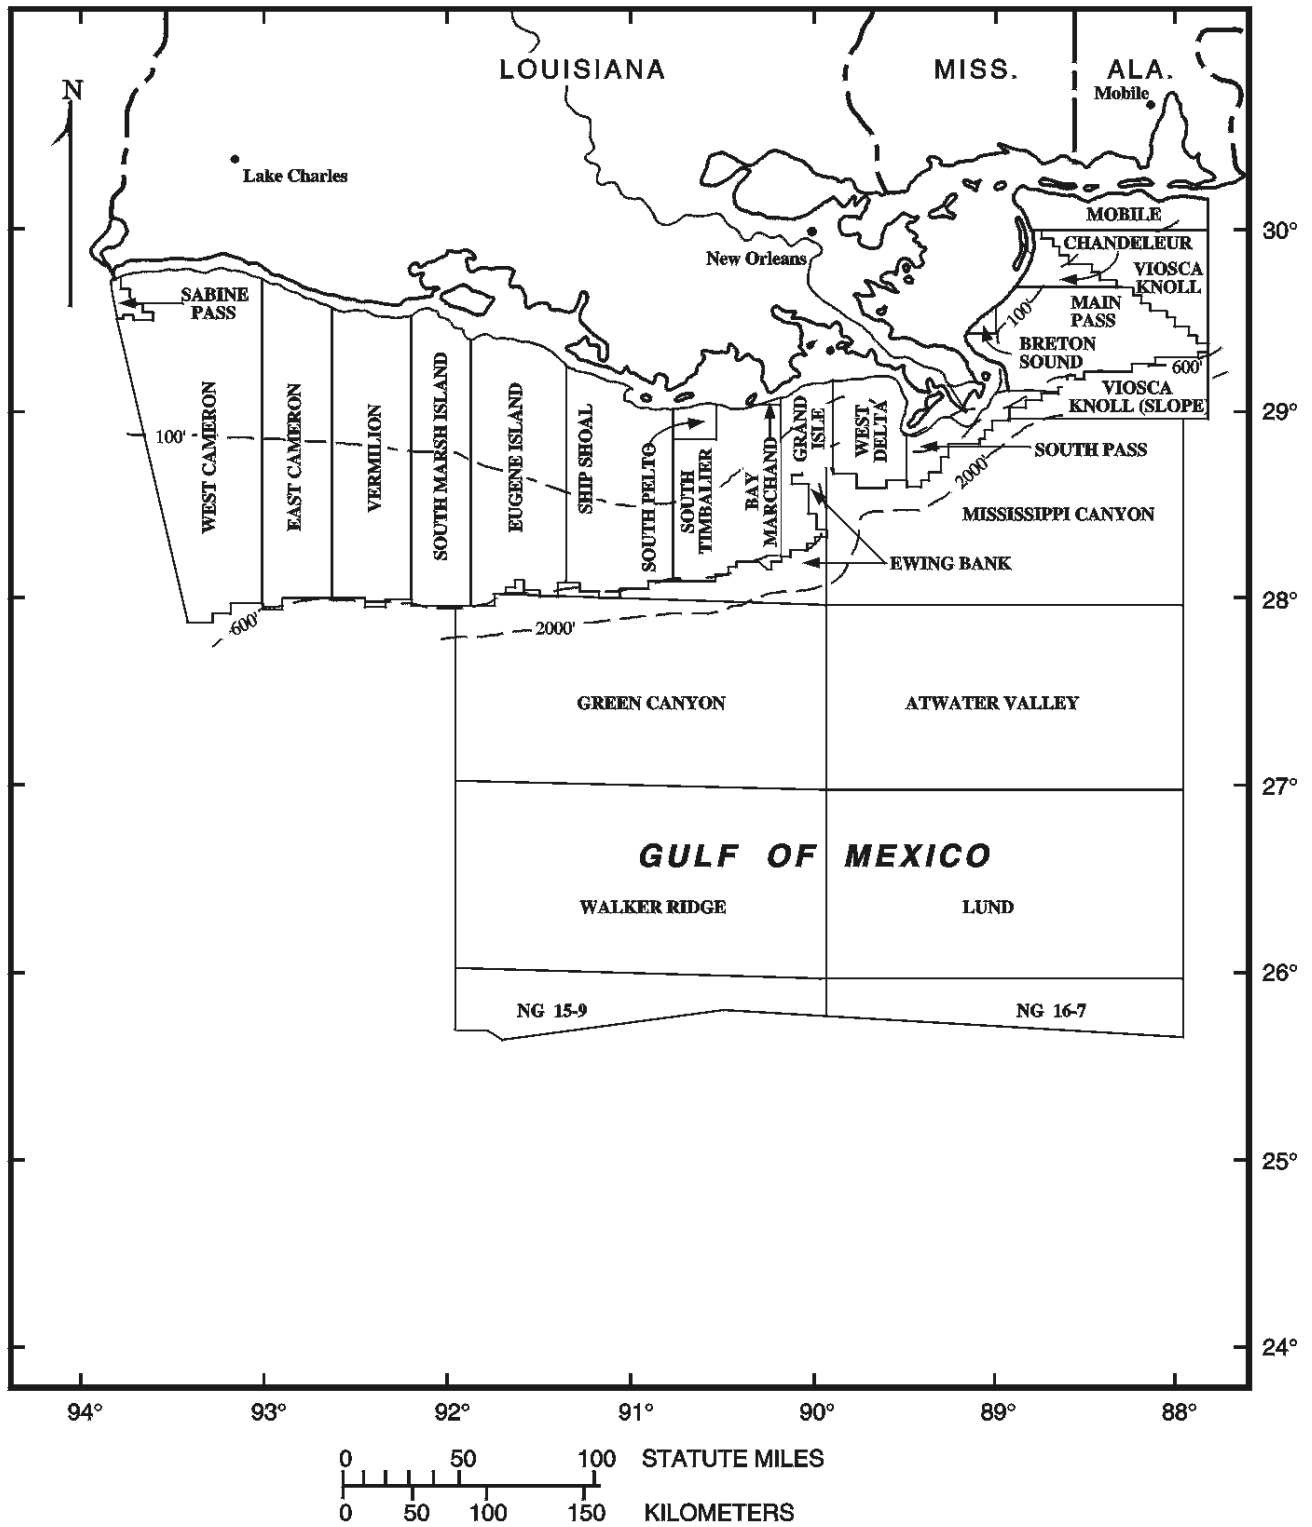 LOUISIANA
MISS.
ALA.
Mobile
N
Lake Charles
New Orleans
MOBILE
30°
CHANDELEUR
VIOSCA
KNOLL
SABINE
PASS
MAIN
PASS
100'
BRETON
SOUND
600'
VIOSCA
KNOLL (SLOPE)
29°
WEST CAMERON
EAST CAMERON
VERMILION
SOUTH MARSH ISLAND
EUGENE ISLAND
SHIP SHOAL
SOUTH PELTO
SOUTH
TIMBALIER
BAY
MARCHAND
GRAND
ISLE
WEST
DELTA
100'
SOUTH PASS
2000'
MISSISSIPPI CANYON
EWING BANK
28°
600'
2000'
GREEN CANYON
ATWATER VALLEY
27°
GULF OF MEXICO
WALKER RIDGE
LUND
26°
NG 15-9
NG 16-7
25°
24°
94°
93°
92°
91°
90°
89°
88°
0 50 100 STATUTE MILES
0 50 100 150 KILOMETERS